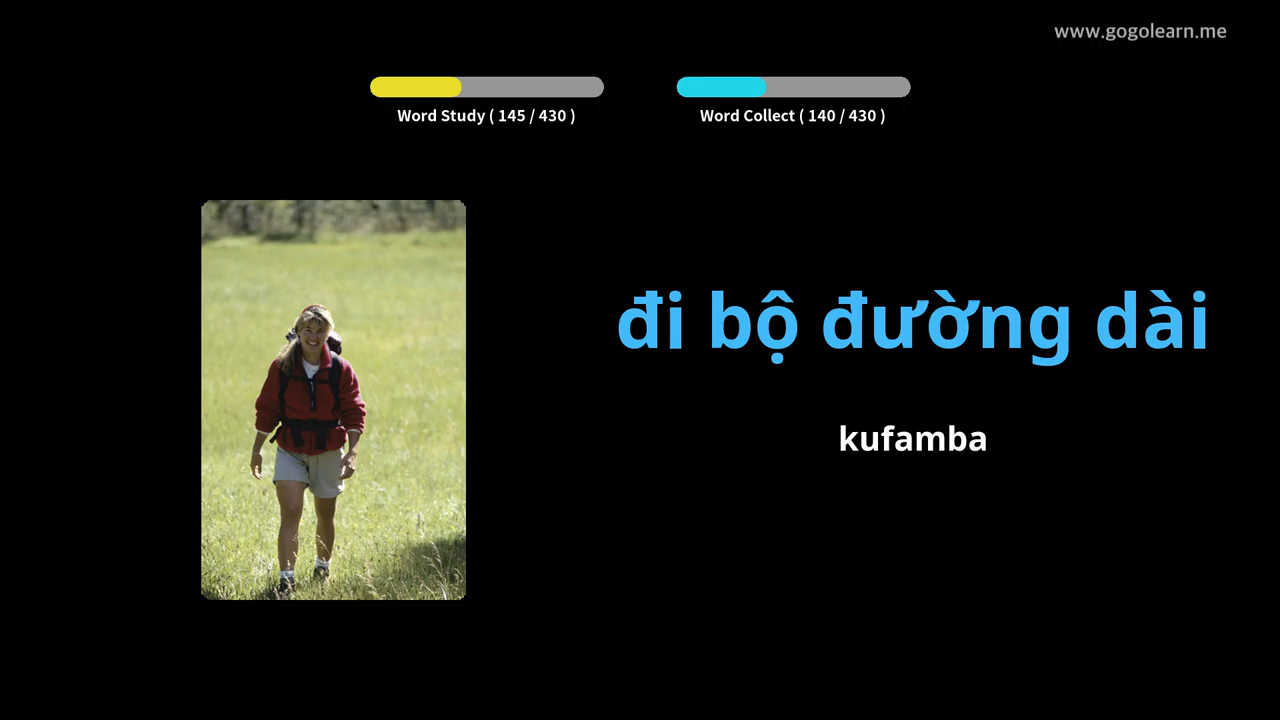 www.gogolearn.me
Word Study ( 145 / 430 )
Word Collect ( 140 / 430 )
đi bộ đường dài
kufamba